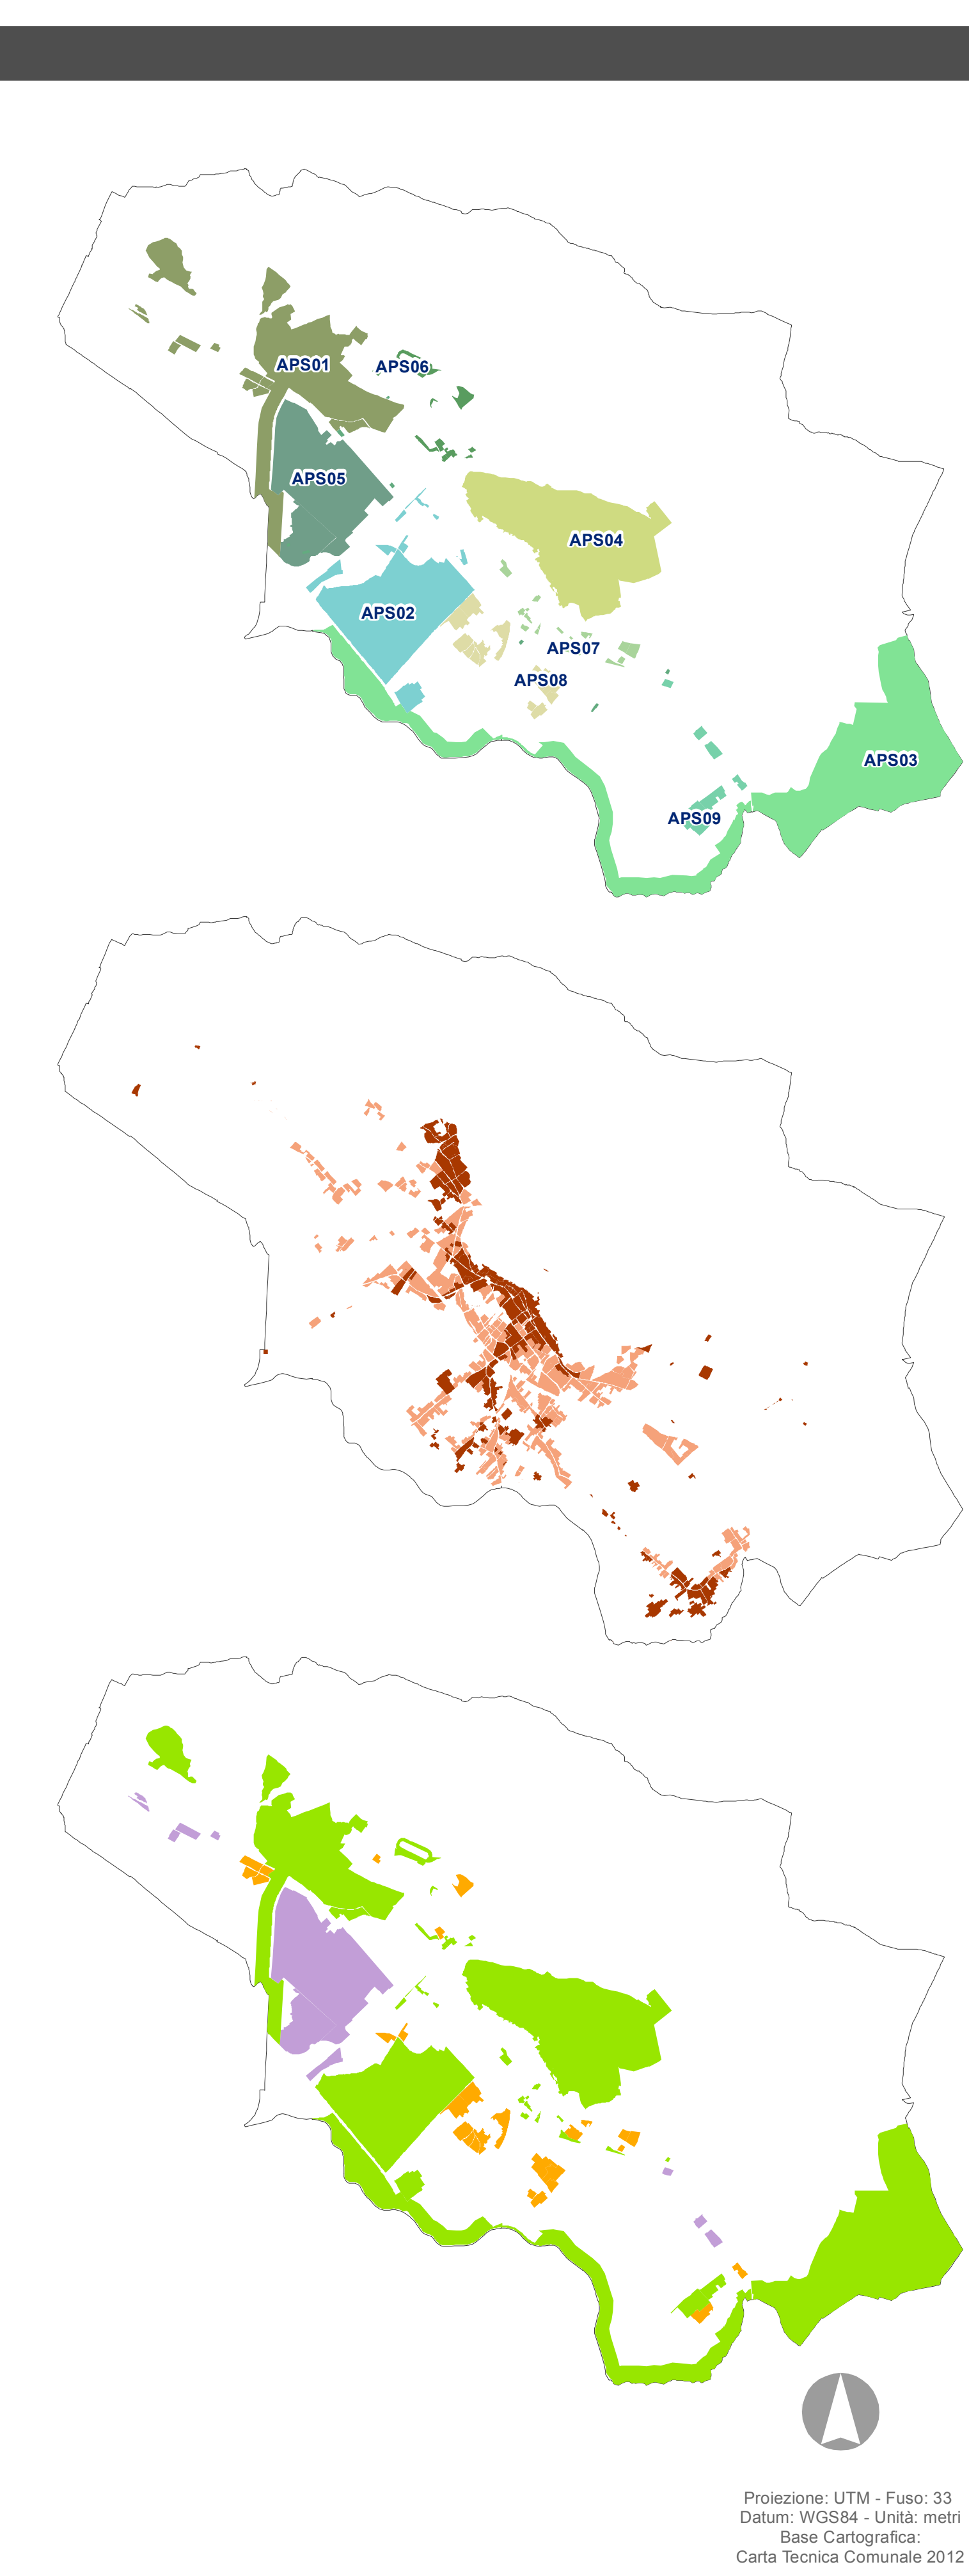 APS01
APS06
APS05
APS04
APS02
APS07
APS08
APS03
APS09
Proiezione: UTM - Fuso: 33
Datum: WGS84 - Unità: metri
Base Cartografica:
Carta Tecnica Comunale 2012